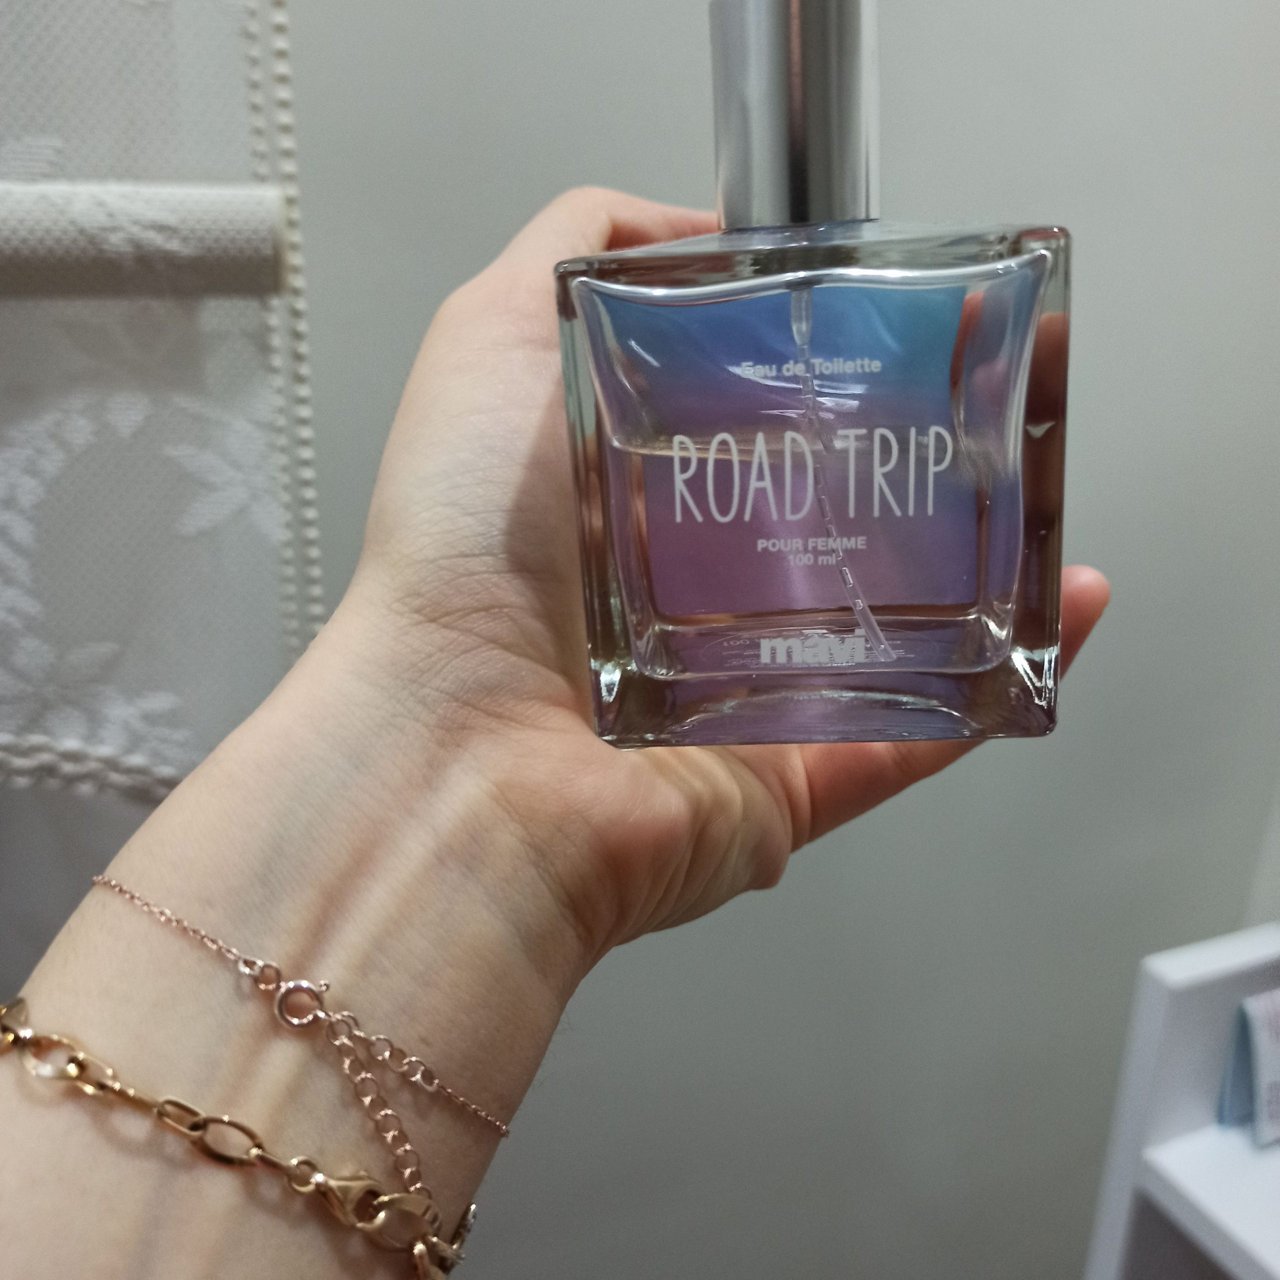 Eau de Toilette
ROAD TRIP
POUR FEMME
100 ml
mavi